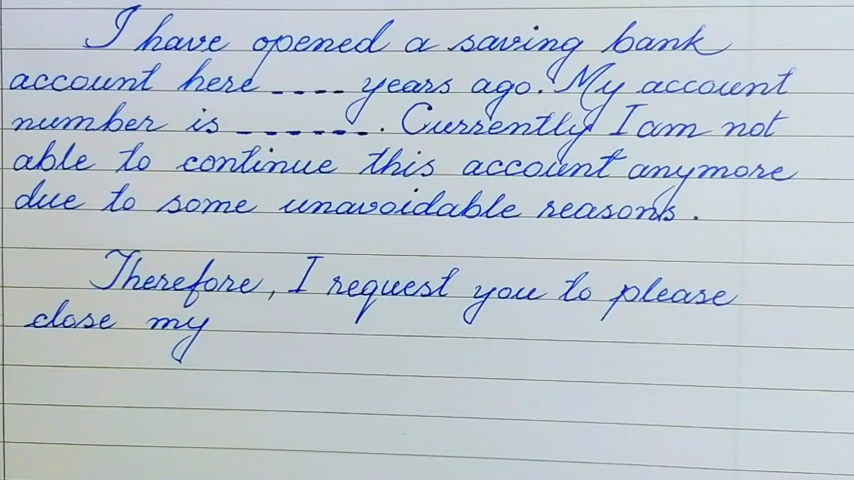 I have opened a saving bank
account here ---- years ago. My account
number is ------. Currently I am not
able to continue this account anymore
due to some unavoidable reasons.
Therefore, I request you to please
close my